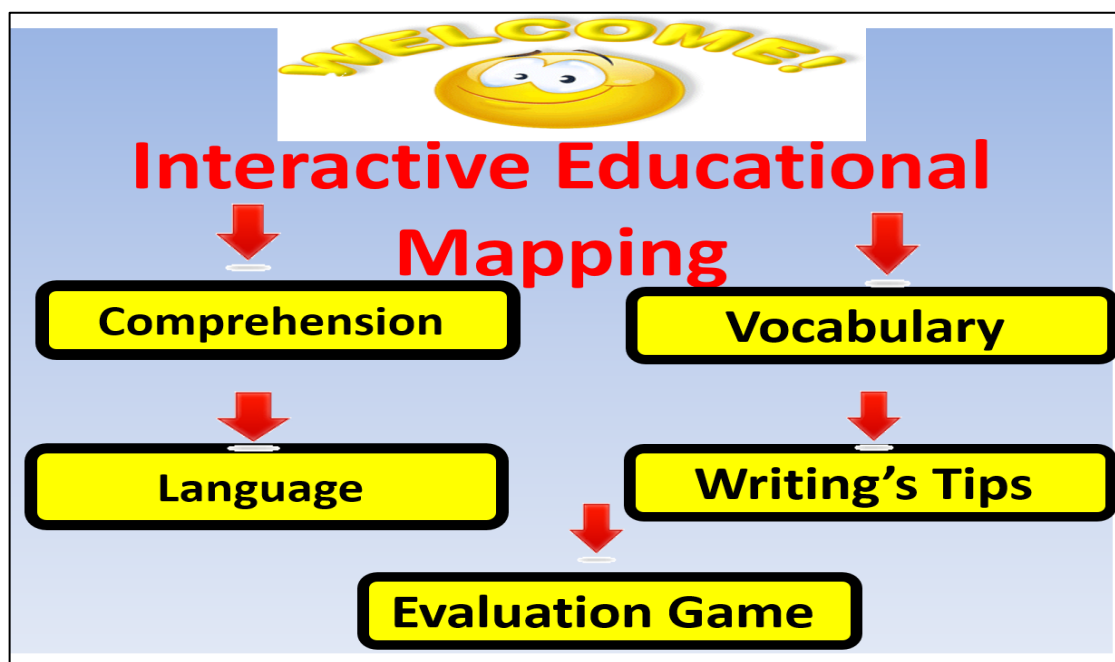 WELCOME!
Interactive Educational
Mapping
Comprehension
Vocabulary
Language
Writing’s Tips
Evaluation Game